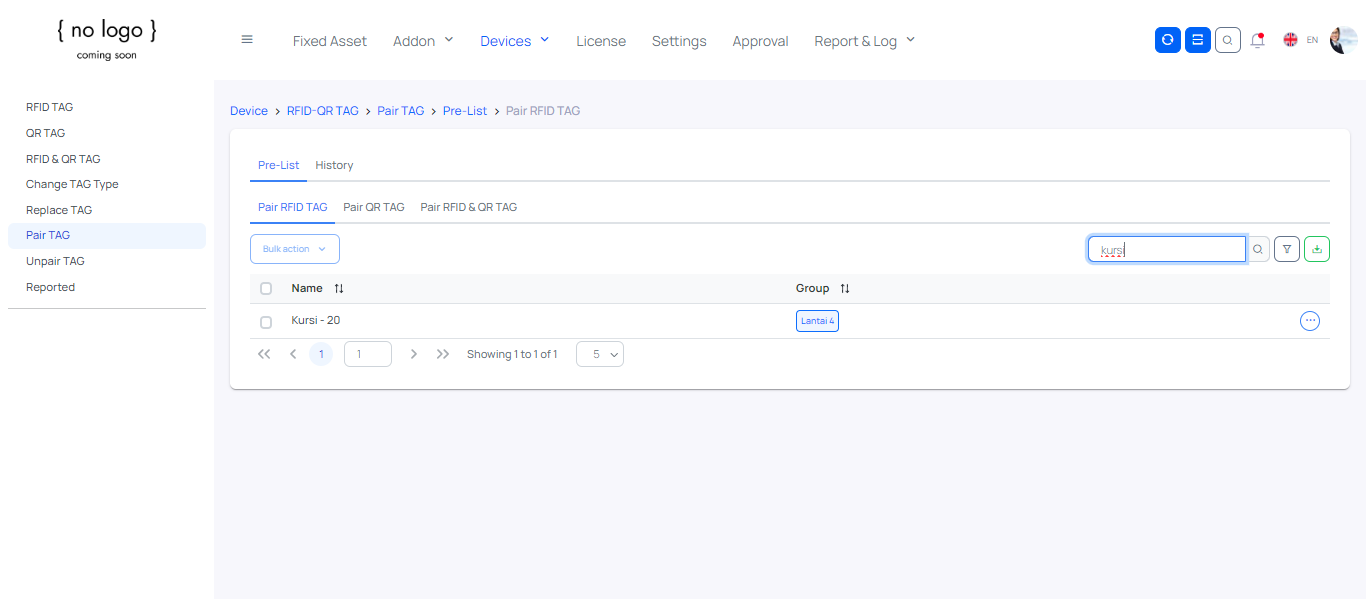 { no logo }
coming soon
Fixed Asset Addon Devices License Settings Approval Report & Log EN
RFID TAG
QR TAG
RFID & QR TAG
Change TAG Type
Replace TAG
Pair TAG
Unpair TAG
Reported
Device > RFID-QR TAG > Pair TAG > Pre-List > Pair RFID TAG
Pre-List History
Pair RFID TAG Pair QR TAG Pair RFID & QR TAG
Bulk action kursi
Name Group
Kursi - 20 Lantai 4
1 1 Showing 1 to 1 of 1 5